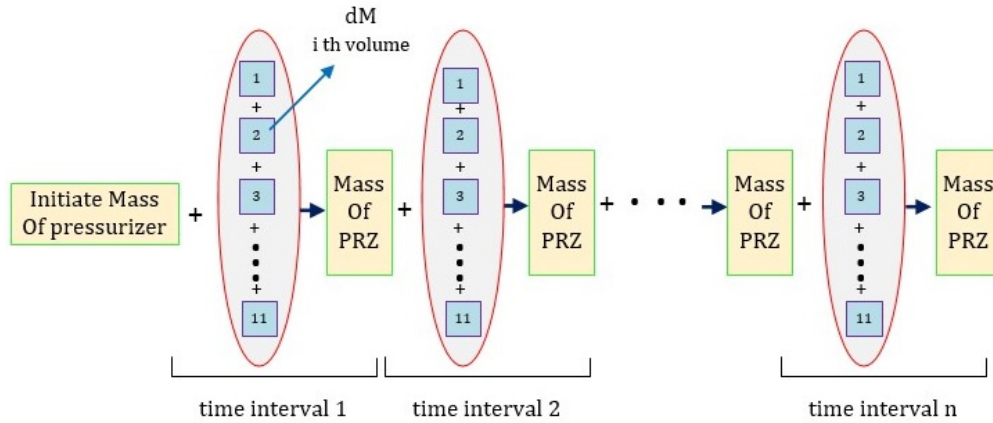 dM
i th volume
Initiate Mass
Of pressurizer
+
1
+
2
+
3
+
+
11
Mass
Of
PRZ
+
1
+
2
+
3
+
+
11
Mass
Of
PRZ
+
Mass
Of
PRZ
+
1
+
2
+
3
+
+
11
Mass
Of
PRZ
time interval 1
time interval 2
time interval n